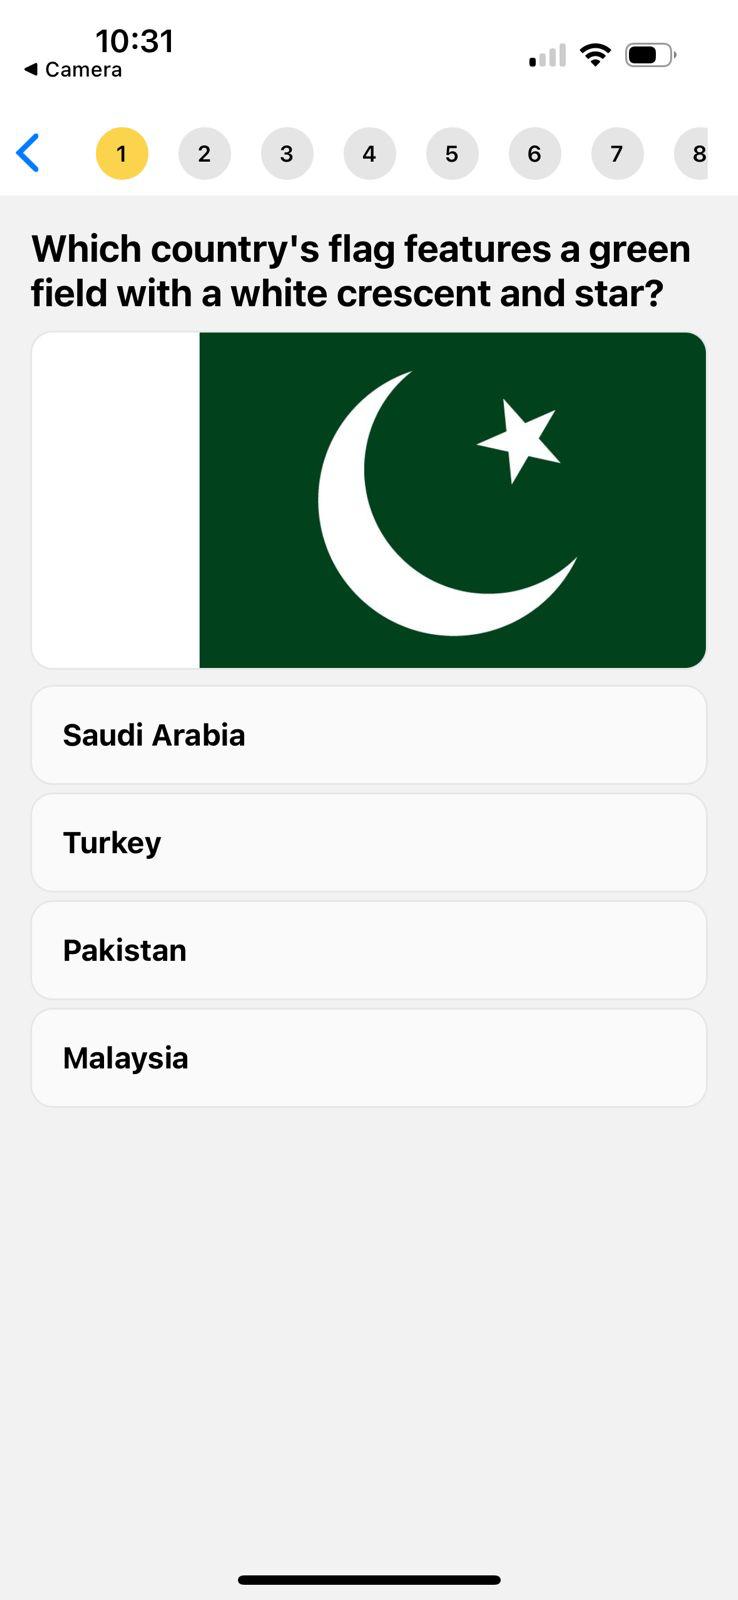 10:31
◀ Camera
1 2 3 4 5 6 7 8
Which country's flag features a green
field with a white crescent and star?
Saudi Arabia
Turkey
Pakistan
Malaysia